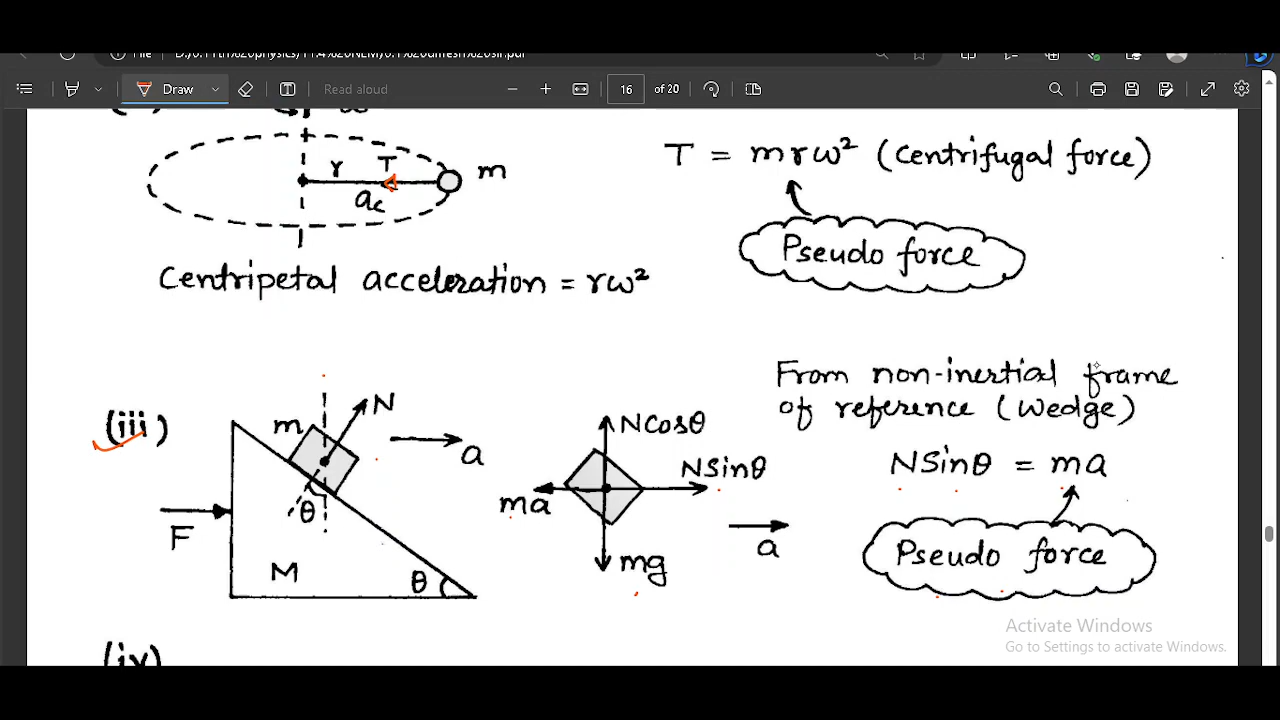 File
Draw
Read aloud
16
of 20
r
T
m
ac
T = mrω² (Centrifugal force)
Pseudo force
Centripetal acceleration = rω²
From non-inertial frame
of reference (wedge)
(iii)
m
N
a
θ
F
M
θ
NCosθ
NSinθ
ma
mg
a
NSinθ = ma
Pseudo force
Activate Windows
Go to Settings to activate Windows.
(iv)